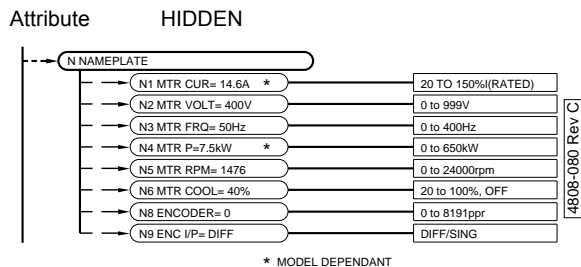 Attribute HIDDEN
N NAMEPLATE
N1 MTR CUR= 14.6A * 20 TO 150%I(RATED)
N2 MTR VOLT= 400V 0 to 999V
N3 MTR FRQ= 50Hz 0 to 400Hz
N4 MTR P=7.5kW * 0 to 650kW
N5 MTR RPM= 1476 0 to 24000rpm
N6 MTR COOL= 40% 20 to 100%, OFF
N8 ENCODER= 0 0 to 8191ppr
N9 ENC I/P= DIFF DIFF/SING
4808-080 Rev C
* MODEL DEPENDANT